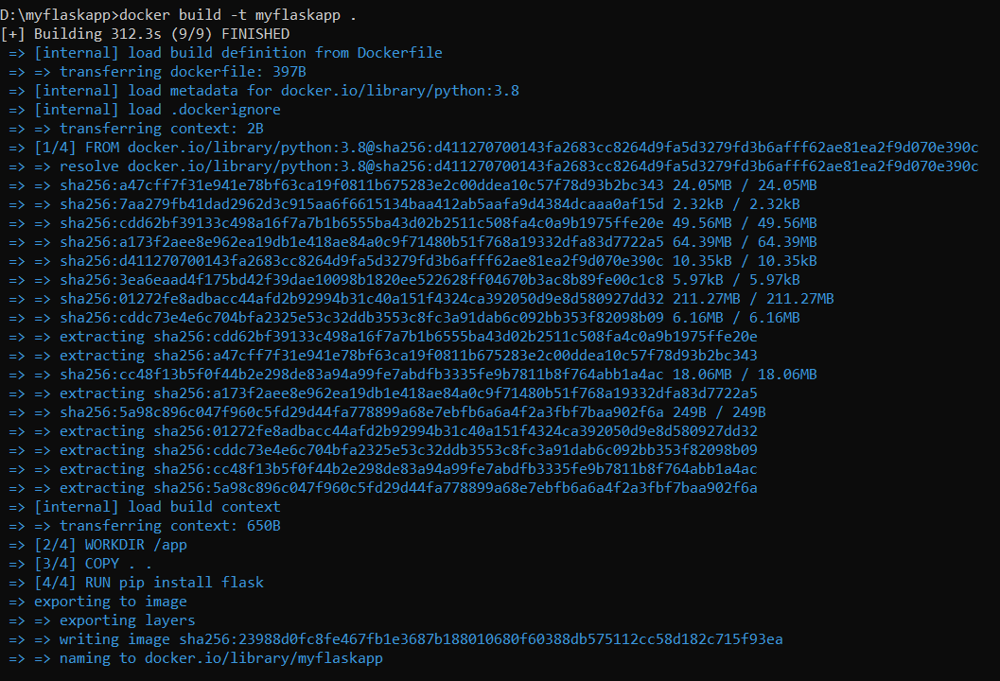 D:\myflaskapp>docker build -t myflaskapp .
[+] Building 312.3s (9/9) FINISHED
=> [internal] load build definition from Dockerfile
=> => transferring dockerfile: 397B
=> [internal] load metadata for docker.io/library/python:3.8
=> [internal] load .dockerignore
=> => transferring context: 2B
=> [1/4] FROM docker.io/library/python:3.8@sha256:d411270700143fa2683cc8264d9fa5d3279fd3b6afff62ae81ea2f9d070e390c
=> => resolve docker.io/library/python:3.8@sha256:d411270700143fa2683cc8264d9fa5d3279fd3b6afff62ae81ea2f9d070e390c
=> => sha256:a47cff7f31e941e78bf63ca19f0811b675283e2c00ddea10c57f78d93b2bc343 24.05MB / 24.05MB
=> => sha256:7aa279fb41dad2962d3c915aa6f6615134baa412ab5aafa9d4384dcaaa0af15d 2.32kB / 2.32kB
=> => sha256:cdd62bf39133c498a16f7a7b1b6555ba43d02b2511c508fa4c0a9b1975ffe20e 49.56MB / 49.56MB
=> => sha256:a173f2aee8e962ea19db1e418ae84a0c9f71480b51f768a19332dfa83d7722a5 64.39MB / 64.39MB
=> => sha256:d411270700143fa2683cc8264d9fa5d3279fd3b6afff62ae81ea2f9d070e390c 10.35kB / 10.35kB
=> => sha256:3ea6eaad4f175bd42f39dae10098b1820ee522628ff04670b3ac8b89fe00c1c8 5.97kB / 5.97kB
=> => sha256:01272fe8adbacc44afd2b92994b31c40a151f4324ca392050d9e8d580927dd32 211.27MB / 211.27MB
=> => sha256:cddc73e4e6c704bfa2325e53c32ddb3553c8fc3a91dab6c092bb353f82098b09 6.16MB / 6.16MB
=> => extracting sha256:cdd62bf39133c498a16f7a7b1b6555ba43d02b2511c508fa4c0a9b1975ffe20e
=> => extracting sha256:a47cff7f31e941e78bf63ca19f0811b675283e2c00ddea10c57f78d93b2bc343
=> => sha256:cc48f13b5f0f44b2e298de83a94a99fe7abdfb3335fe9b7811b8f764abb1a4ac 18.06MB / 18.06MB
=> => extracting sha256:a173f2aee8e962ea19db1e418ae84a0c9f71480b51f768a19332dfa83d7722a5
=> => sha256:5a98c896c047f960c5fd29d44fa778899a68e7ebfb6a6a4f2a3fbf7baa902f6a 249B / 249B
=> => extracting sha256:01272fe8adbacc44afd2b92994b31c40a151f4324ca392050d9e8d580927dd32
=> => extracting sha256:cddc73e4e6c704bfa2325e53c32ddb3553c8fc3a91dab6c092bb353f82098b09
=> => extracting sha256:cc48f13b5f0f44b2e298de83a94a99fe7abdfb3335fe9b7811b8f764abb1a4ac
=> => extracting sha256:5a98c896c047f960c5fd29d44fa778899a68e7ebfb6a6a4f2a3fbf7baa902f6a
=> [internal] load build context
=> => transferring context: 650B
=> [2/4] WORKDIR /app
=> [3/4] COPY . .
=> [4/4] RUN pip install flask
=> exporting to image
=> => exporting layers
=> => writing image sha256:23988d0fc8fe467fb1e3687b188010680f60388db575112cc58d182c715f93ea
=> => naming to docker.io/library/myflaskapp